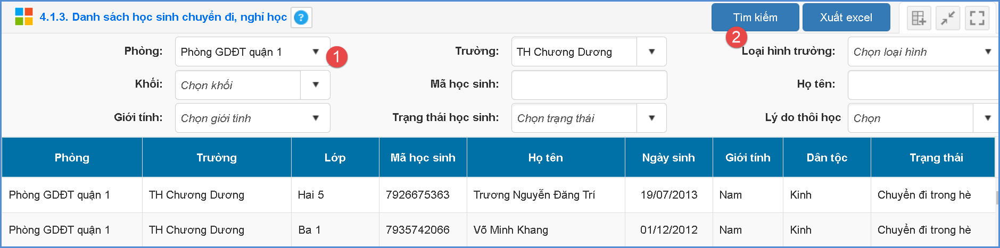 4.1.3. Danh sách học sinh chuyển đi, nghỉ học ? Tìm kiếm Xuất excel
2
Phòng: Phòng GDĐT quận 1 1 Trường: TH Chương Dương Loại hình trường: Chọn loại hình
Khối: Chọn khối Mã học sinh: Họ tên:
Giới tính: Chọn giới tính Trạng thái học sinh: Chọn trạng thái Lý do thôi học Chọn
Phòng Trường Lớp Mã học sinh Họ tên Ngày sinh Giới tính Dân tộc Trạng thái
Phòng GDĐT quận 1 TH Chương Dương Hai 5 7926675363 Trương Nguyễn Đăng Trí 19/07/2013 Nam Kinh Chuyển đi trong hè
Phòng GDĐT quận 1 TH Chương Dương Ba 1 7935742066 Võ Minh Khang 01/12/2012 Nam Kinh Chuyển đi trong hè